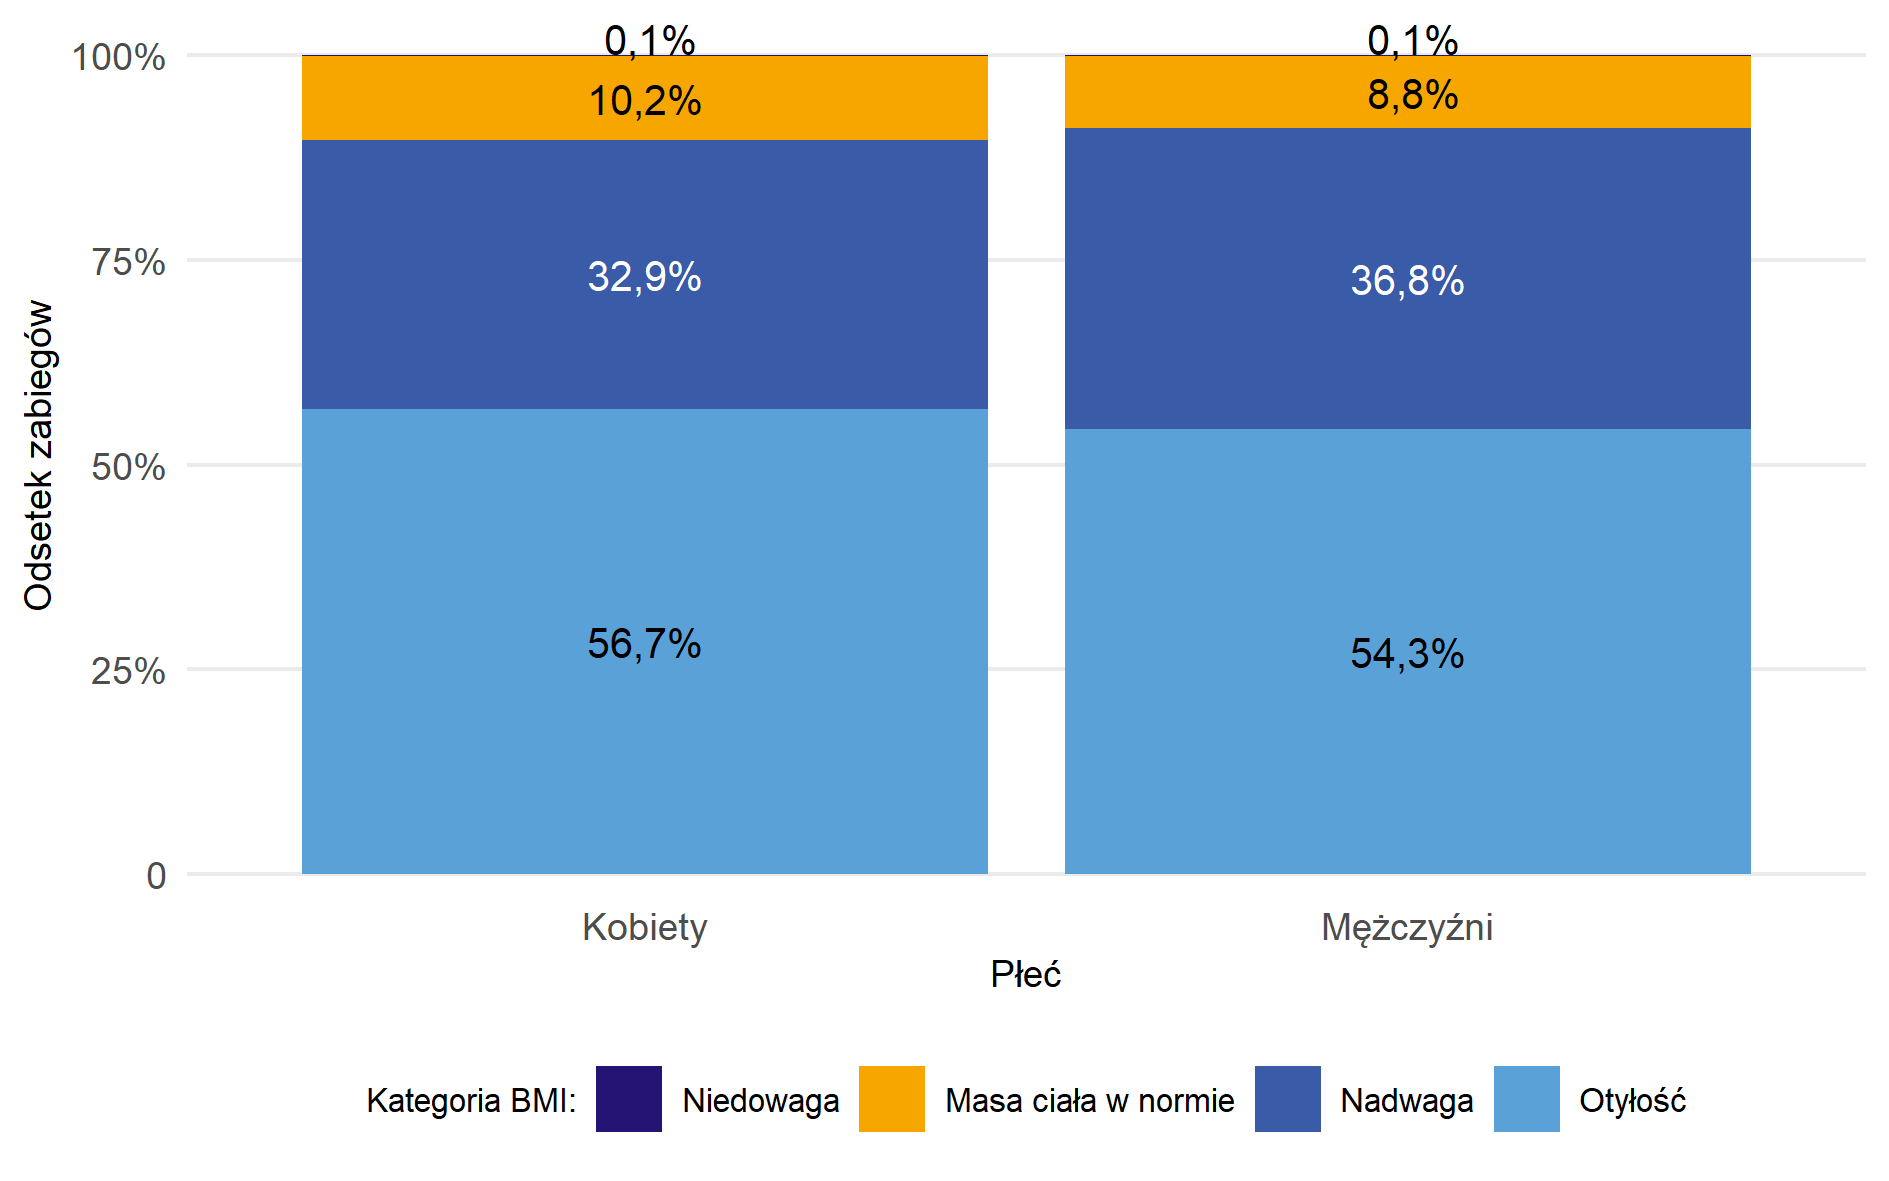 0,1% 0,1%
100%
10,2% 8,8%
75%
32,9% 36,8%
Odsetek zabiegów
50%
56,7% 54,3%
25%
0
Kobiety Mężczyźni
Płeć
Kategoria BMI: Niedowaga Masa ciała w normie Nadwaga Otyłość